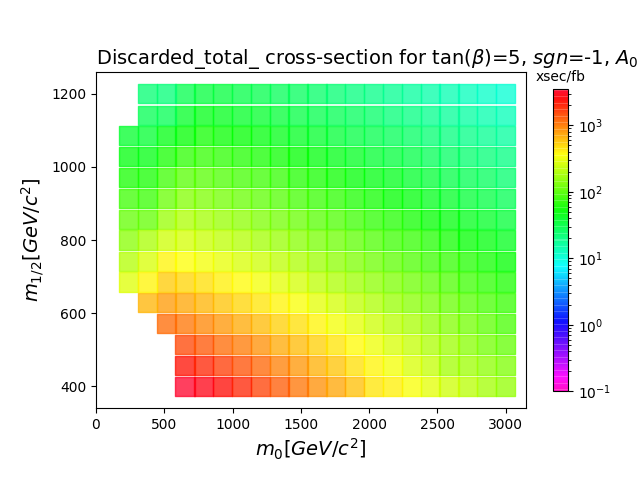 Discarded_total_ cross-section for tan(β)=5, sgn=-1, A₀
xsec/fb
1200
1000
800
600
400
m₁/₂[GeV/c²]
10³
10²
10¹
10⁰
10⁻¹
0 500 1000 1500 2000 2500 3000
m₀[GeV/c²]